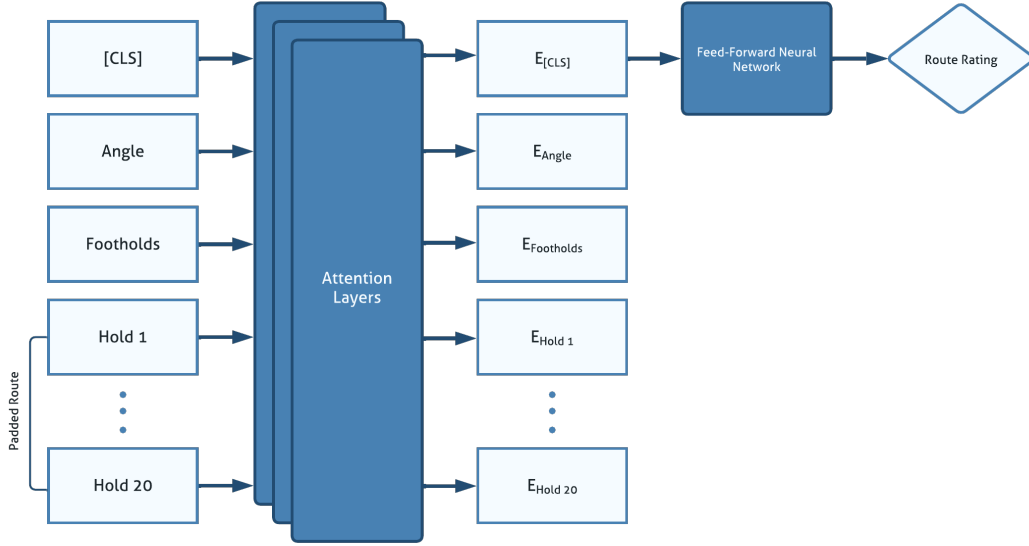 [CLS]
E[CLS]
Feed-Forward Neural
Network
Route Rating
Angle
EAngle
Footholds
EFootholds
Attention
Layers
Padded Route
Hold 1
EHold 1
Hold 20
EHold 20